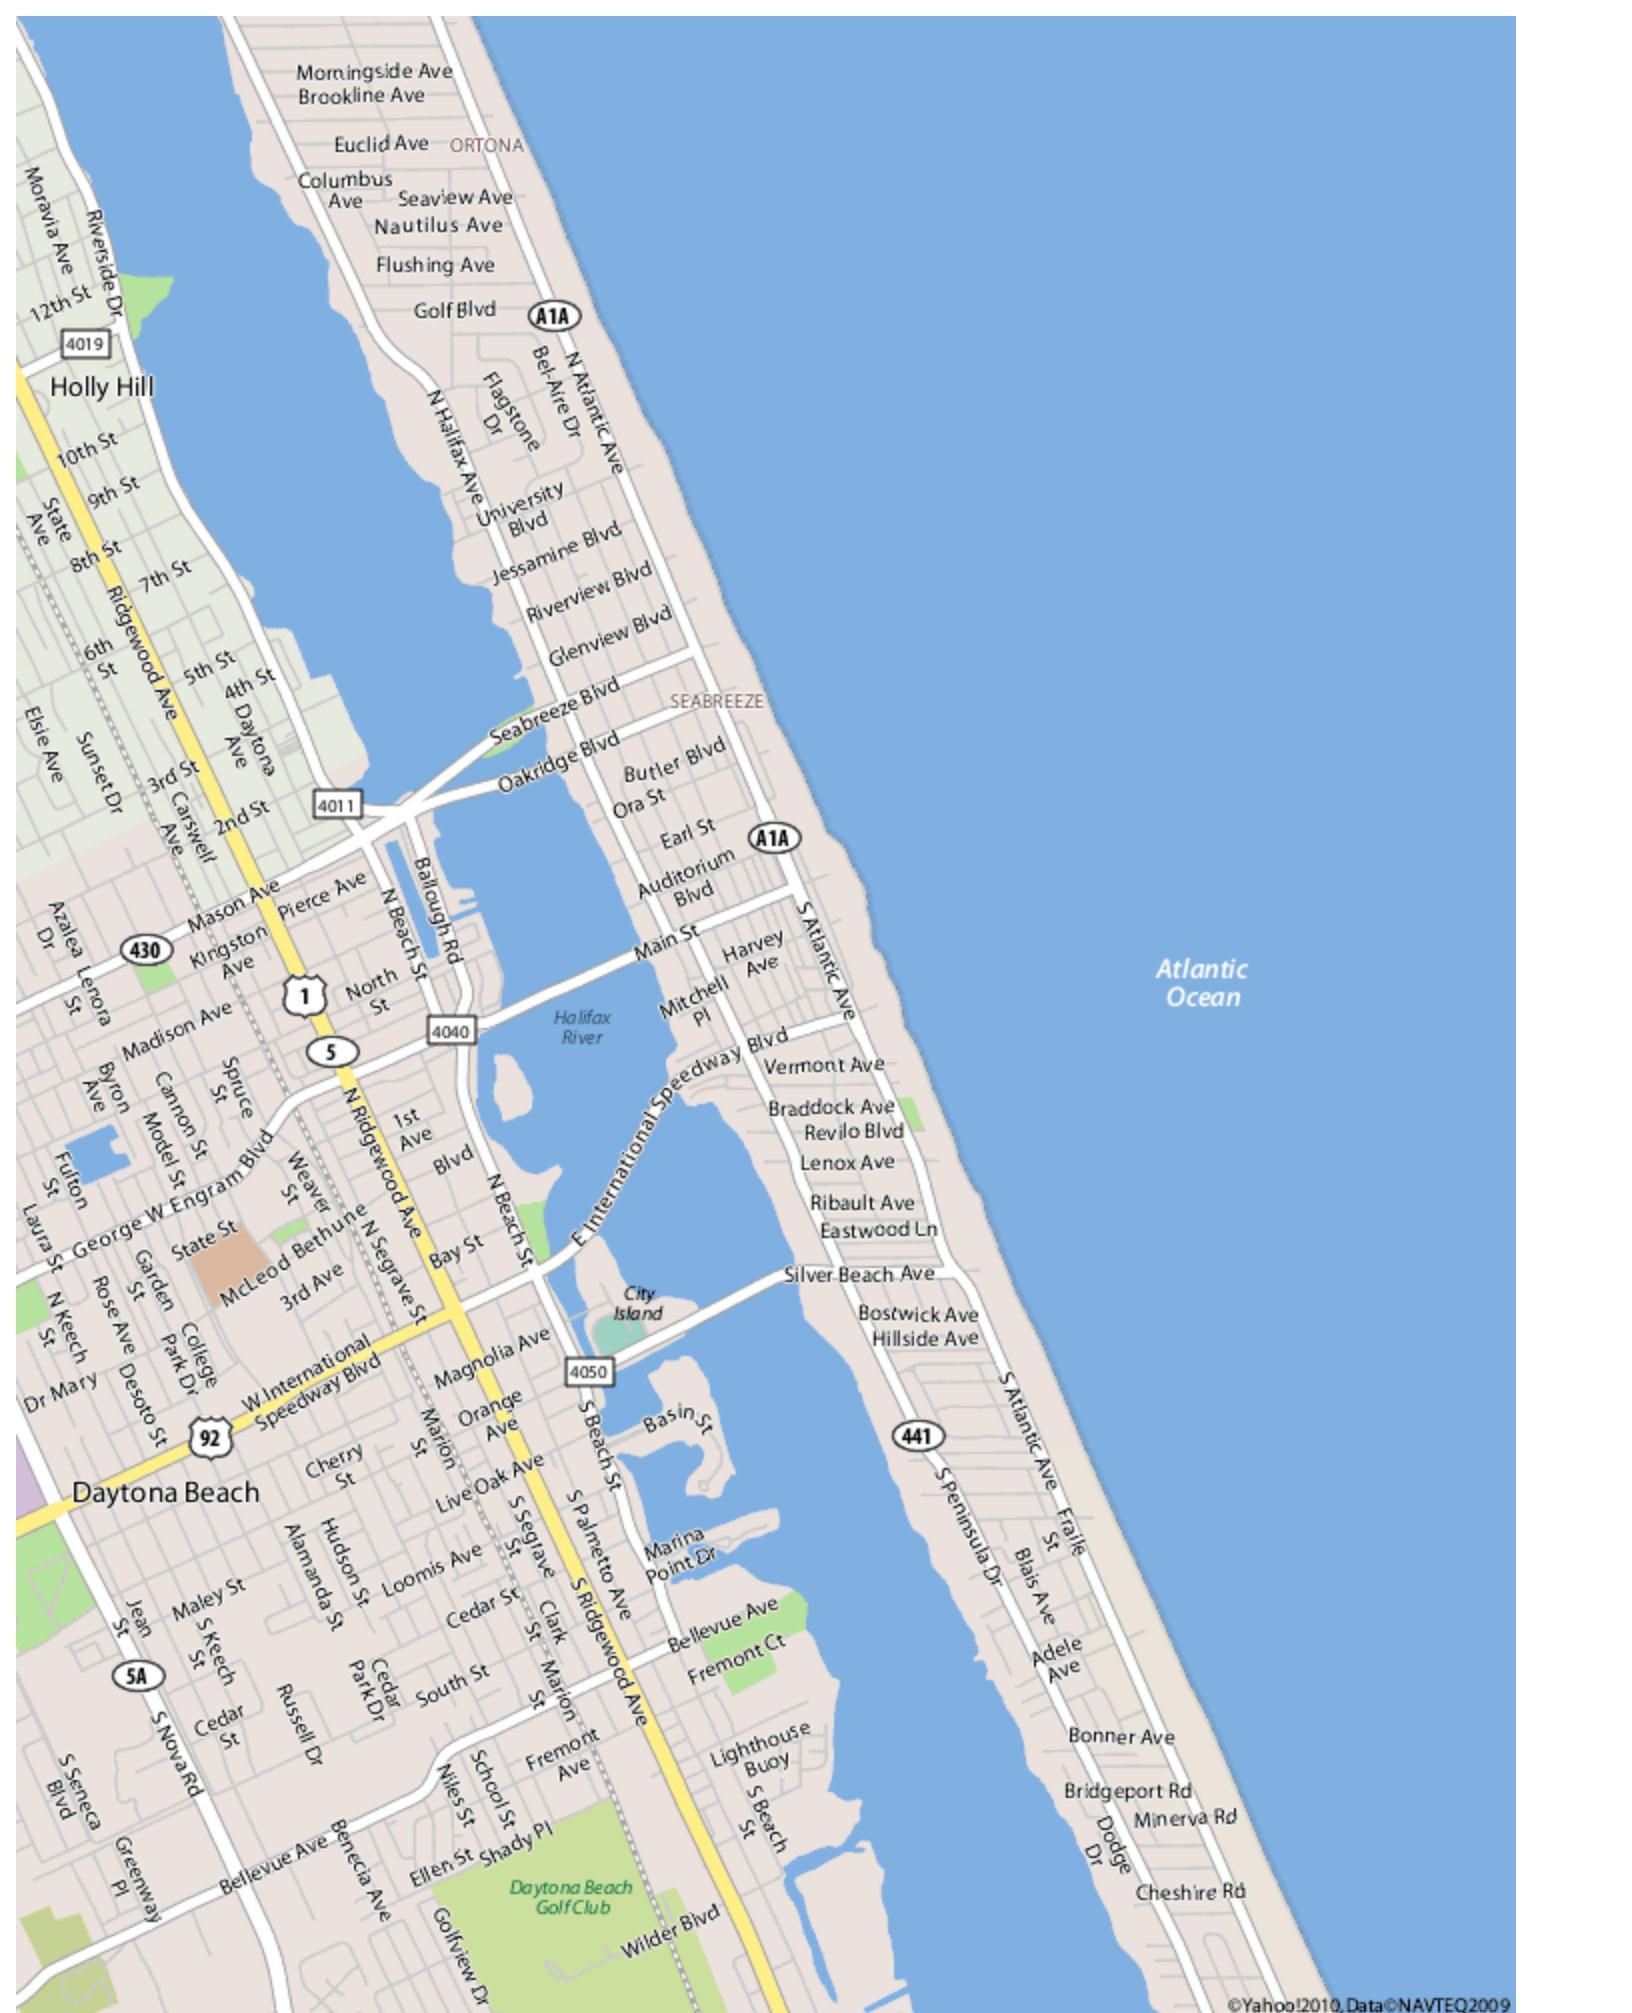 Morningside Ave
Brookline Ave
Euclid Ave
ORTONA
Columbus
Ave
Seaview Ave
Nautilus Ave
Moravia Ave
Riverside Dr
Flushing Ave
12th St
Golf Blvd
A1A
4019
Holly Hill
Bel-Aire Dr
N Atlantic Ave
Flagstone
Dr
N Halifax Ave
10th St
9th St
State
Ave
University
Blvd
8th St
Jessamine Blvd
7th St
Riverview Blvd
Ridgewood Ave
Glenview Blvd
6th
St
5th St
4th St
Seabreeze Blvd
SEABREEZE
Elsie Ave
Sunset Dr
Daytona
Ave
Oakridge Blvd
Butler Blvd
3rd St
Carswell
Ave
2nd St
4011
Ora St
Earl St
A1A
Auditorium
Blvd
Ballough Rd
Mason Ave
Pierce Ave
N Beach St
Azalea
Dr
430
Kingston
Ave
Main St
Harvey
Ave
S Atlantic Ave
Atlantic
Ocean
Lenora
St
1
North
St
Mitchell
Pl
Madison Ave
4040
Halifax
River
5
Byron
Ave
Cannon St
Spruce
St
Model St
N Ridgewood Ave
1st
Ave
Blvd
E International Speedway Blvd
Vermont Ave
Braddock Ave
Revilo Blvd
Lenox Ave
Fulton
St
George W Engram Blvd
Weaver
St
N Beach St
Ribault Ave
Eastwood Ln
Laura St
State St
McLeod Bethune
N Segrave St
Bay St
Garden
St
3rd Ave
Silver Beach Ave
City
Island
Rose Ave
N Keech
St
College
Park Dr
Bostwick Ave
Hillside Ave
W International
Speedway Blvd
Magnolia Ave
4050
Dr Mary
Desoto St
Orange
Ave
S Beach St
Basin St
S Atlantic Ave
92
Marion
St
441
Cherry
St
Live Oak Ave
Daytona Beach
S Peninsula Dr
Fraile
St
Hudson St
Alamanda St
S Segrave
St
S Palmetto Ave
Marina
Point Dr
Loomis Ave
Blais Ave
Maley St
Cedar St
S Ridgewood Ave
Jean
St
S Keech
St
Clark
St
Bellevue Ave
Fremont Ct
Adele
Ave
5A
Cedar
Park Dr
South St
Marion
St
Russell Dr
Cedar
St
S Nova Rd
Bonner Ave
Lighthouse
Buoy
Fremont
Ave
S Seneca
Blvd
School St
Niles St
Bridgeport Rd
Minerva Rd
S Beach
St
Dodge
Dr
Benecia Ave
Ellen St
Shady Pl
Greenway
Pl
Bellevue Ave
Cheshire Rd
Daytona Beach
Golf Club
Golfview Dr
Wilder Blvd
©Yahoo!2010, Data©NAVTEQ2009